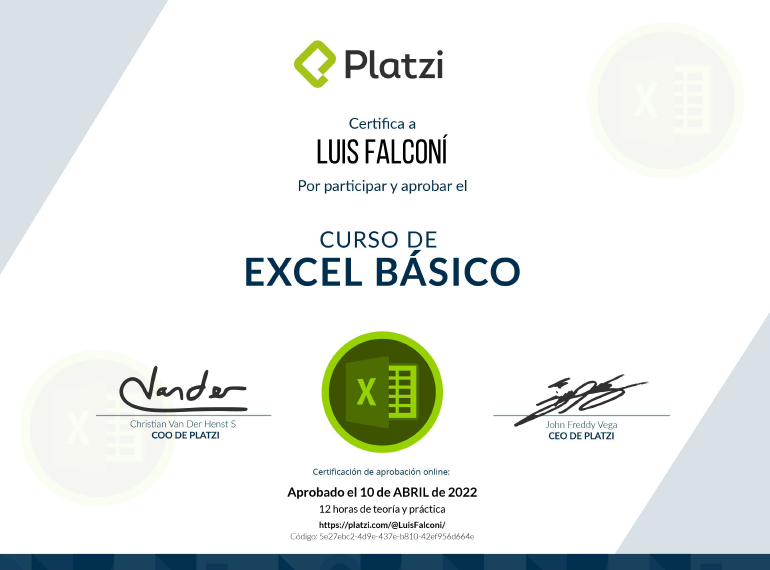 Platzi
Certifica a
LUIS FALCONÍ
Por participar y aprobar el
CURSO DE
EXCEL BÁSICO
X
Vander
Christian Van Der Henst S
COO DE PLATZI
John Freddy Vega
CEO DE PLATZI
Certificación de aprobación online:
Aprobado el 10 de ABRIL de 2022
12 horas de teoría y práctica
https://platzi.com/@LuisFalconi/
Código: 5e27ebc2-4d9e-437e-b810-42ef956d664e